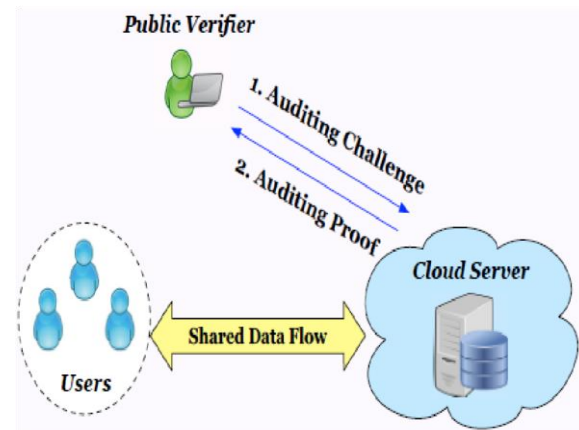 Public Verifier
1. Auditing Challenge
2. Auditing Proof
Cloud Server
Shared Data Flow
Users